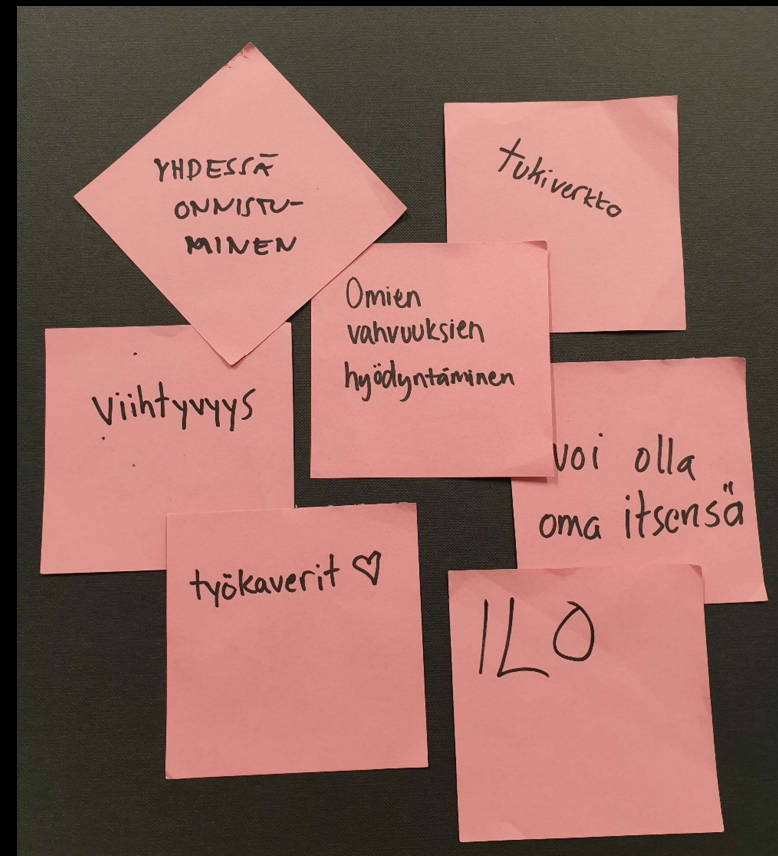 YHDESSÄ
ONNISTU-
MINEN
tukiverkko
Omien
vahvuuksien
hyödyntäminen
viihtyvyys
voi olla
oma itsensä
työkaverit ♡
ILO